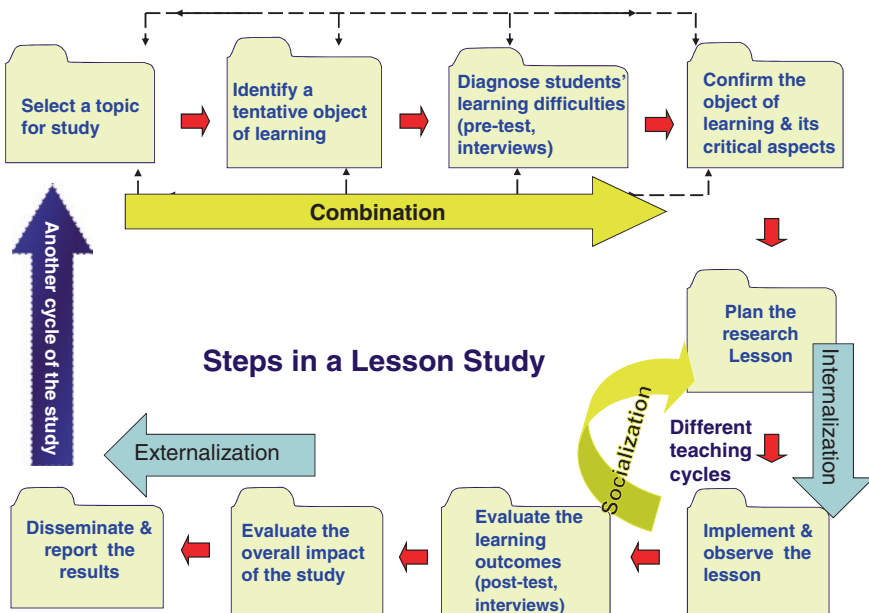 Select a topic
for study
Identify a
tentative object
of learning
Diagnose students'
learning difficulties
(pre-test,
interviews)
Confirm the
object of
learning & its
critical aspects
Combination
Another cycle of the study
Plan the
research
Lesson
Internalization
Steps in a Lesson Study
Socialization
Different
teaching
cycles
Externalization
Disseminate &
report the
results
Evaluate the
overall impact
of the study
Evaluate the
learning
outcomes
(post-test,
interviews)
Implement &
observe the
lesson